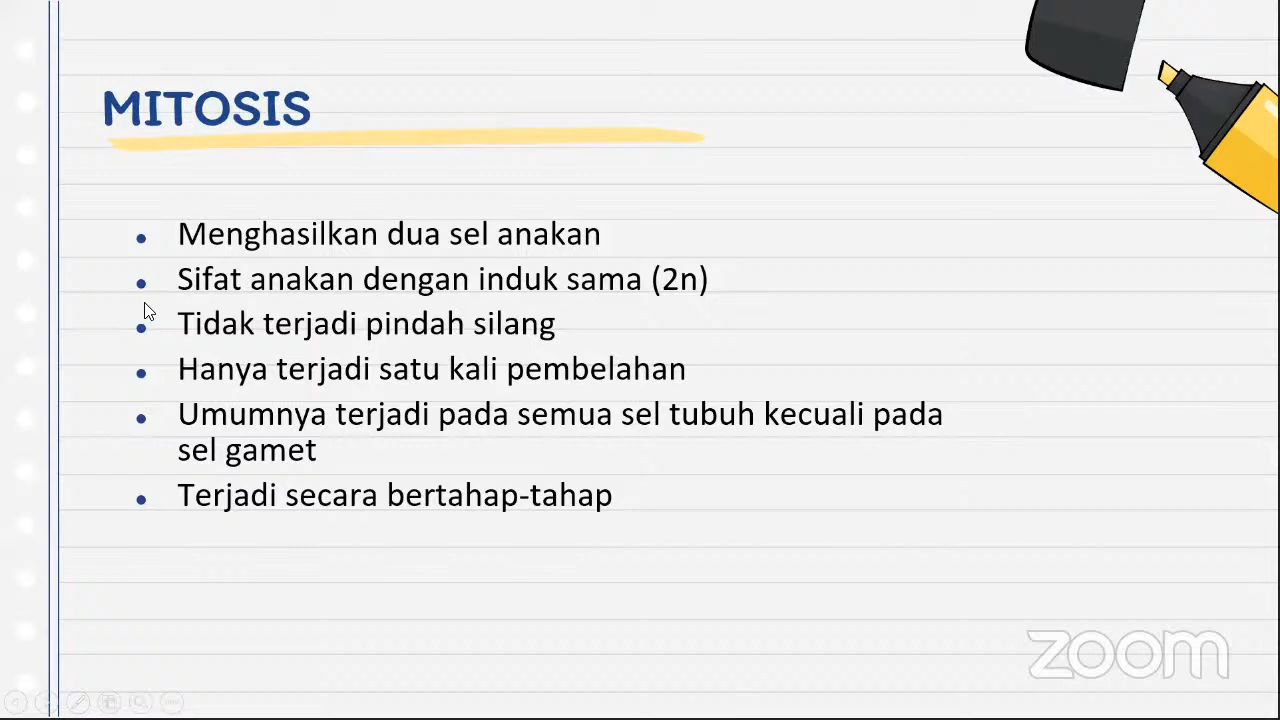 MITOSIS
Menghasilkan dua sel anakan
Sifat anakan dengan induk sama (2n)
Tidak terjadi pindah silang
Hanya terjadi satu kali pembelahan
Umumnya terjadi pada semua sel tubuh kecuali pada
sel gamet
Terjadi secara bertahap-tahap
zoom